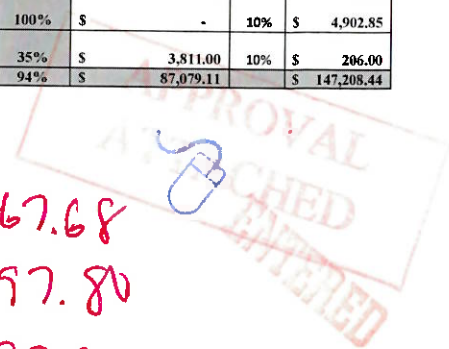 100% $ - 10% $ 4,902.85
35% $ 3,811.00 10% $ 206.00
94% $ 87,079.11 $ 147,208.44
APPROVAL
ATTACHED
ENTERED
67.68
97.80